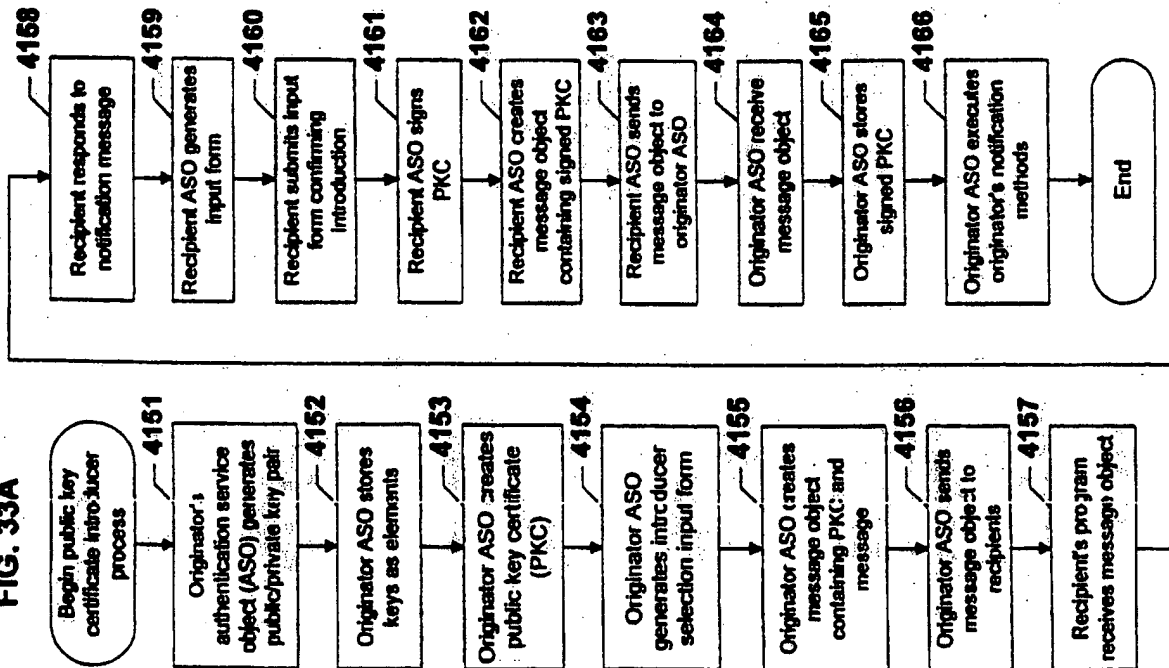 FIG. 33A
Begin public key
certificate introducer
process
4151
Originator's
authentication service
object (ASO) generates
public/private key pair
4152
Originator ASO stores
keys as elements
4153
Originator ASO creates
public key certificate
(PKC)
4154
Originator ASO
generates introducer
selection input form
4155
Originator ASO creates
message object
containing PKC and
message
4156
Originator ASO sends
message object to
recipients
4157
Recipient's program
receives message object
4158
Recipient responds to
notification message
4159
Recipient ASO generates
Input form
4160
Recipient submits input
form confirming
introduction
4161
Recipient ASO signs
PKC
4162
Recipient ASO creates
message object
containing signed PKC
4163
Recipient ASO sends
message object to
originator ASO
4164
Originator ASO receive
message object
4165
Originator ASO stores
signed PKC
4166
Originator ASO executes
originator's notification
methods
End